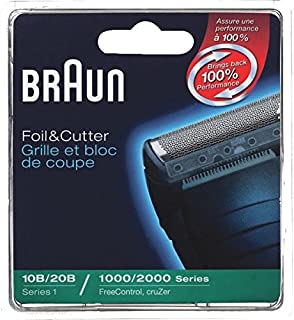 Assure une
performance
à 100%
Brings back
100%
Performance
BRAUN
Foil&Cutter
Grille et bloc
de coupe
10B/20B / 1000/2000 Series
Series 1 FreeControl, cruZer